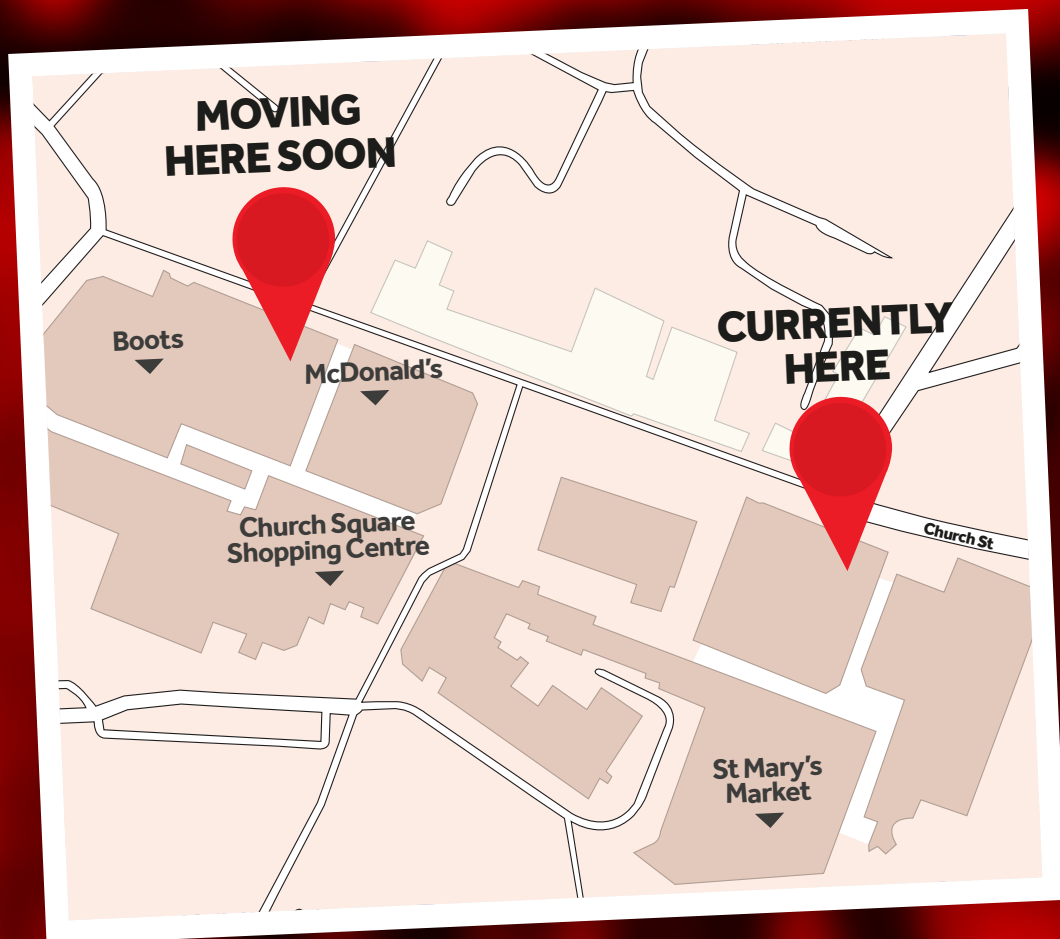 MOVING
HERE SOON
CURRENTLY
HERE
Boots
McDonald's
Church Square
Shopping Centre
Church St
St Mary's
Market